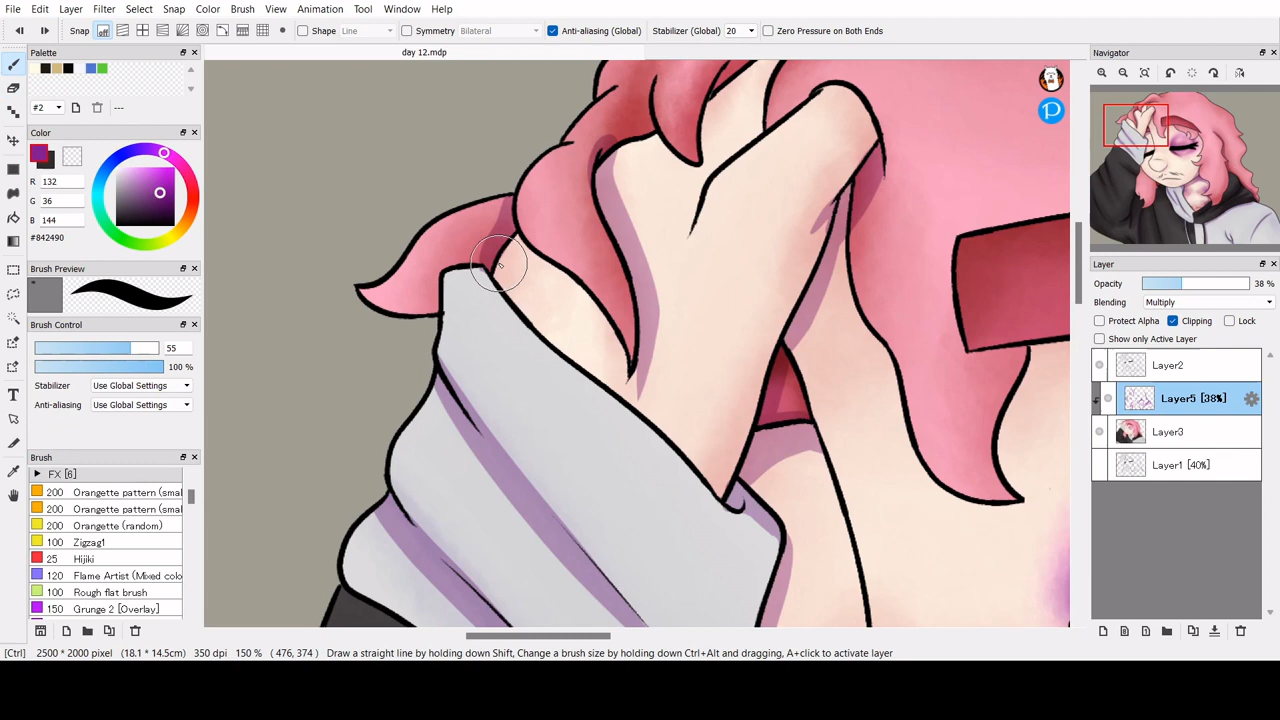 File Edit Layer Filter Select Snap Color Brush View Animation Tool Window Help
Snap off Shape Line Symmetry Bilateral Anti-aliasing (Global) Stabilizer (Global) 20 Zero Pressure on Both Ends
day 12.mdp
Palette
#2 ---
Color
R 132
G 36
B 144
#842490
Brush Preview
Brush Control
55
100 %
Stabilizer Use Global Settings
Anti-aliasing Use Global Settings
Brush
FX [6]
200 Orangette pattern (smal
200 Orangette pattern (smal
200 Orangette (random)
100 Zigzag1
25 Hijiki
120 Flame Artist (Mixed colo
100 Rough flat brush
150 Grunge 2 [Overlay]
Navigator
Layer
Opacity 38 %
Blending Multiply
Protect Alpha Clipping Lock
Show only Active Layer
Layer2
Layer5 [38%]
Layer3
Layer1 [40%]
[Ctrl] 2500 * 2000 pixel (18.1 * 14.5cm) 350 dpi 150 % ( 476, 374 ) Draw a straight line by holding down Shift, Change a brush size by holding down Ctrl+Alt and dragging, A+click to activate layer